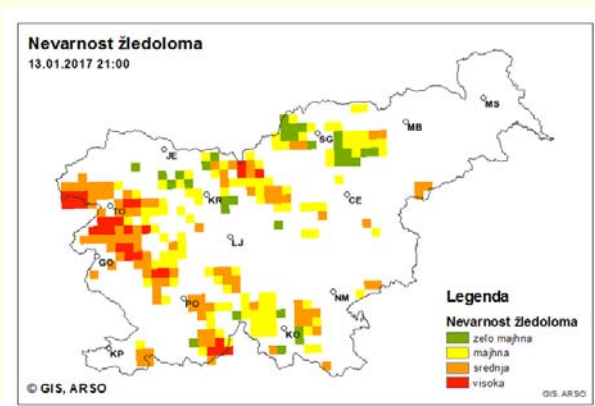 Nevarnost žledoloma
13.01.2017 21:00
MS
MB
SG
JE
KR
CE
TO
LJ
GO
NM
PO
KO
KP
Legenda
Nevarnost žledoloma
zelo majhna
majhna
srednja
visoka
© GIS, ARSO
GIS, ARSO